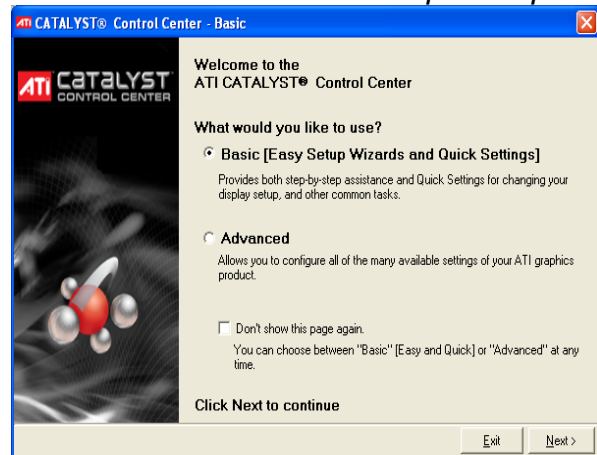 ATI CATALYST® Control Center - Basic
ATI CATALYST
CONTROL CENTER
Welcome to the
ATI CATALYST® Control Center
What would you like to use?
Basic [Easy Setup Wizards and Quick Settings]
Provides both step-by-step assistance and Quick Settings for changing your
display setup, and other common tasks.
Advanced
Allows you to configure all of the many available settings of your ATI graphics
product.
Don't show this page again.
You can choose between "Basic" [Easy and Quick] or "Advanced" at any
time.
Click Next to continue
Exit
Next >